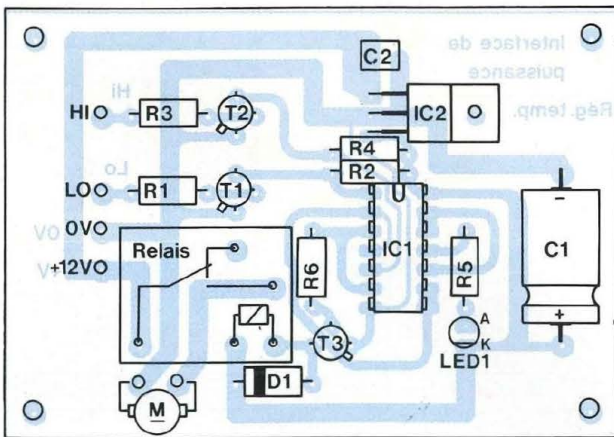 Interface de
puissance
Rég. temp.
C2
Hi
HI
R3
T2
IC2
R4
R2
Lo
LO
R1
T1
0V
0V
+12V
V
Relais
R6
IC1
R5
C1
-
+
A
K
LED1
T3
D1
M